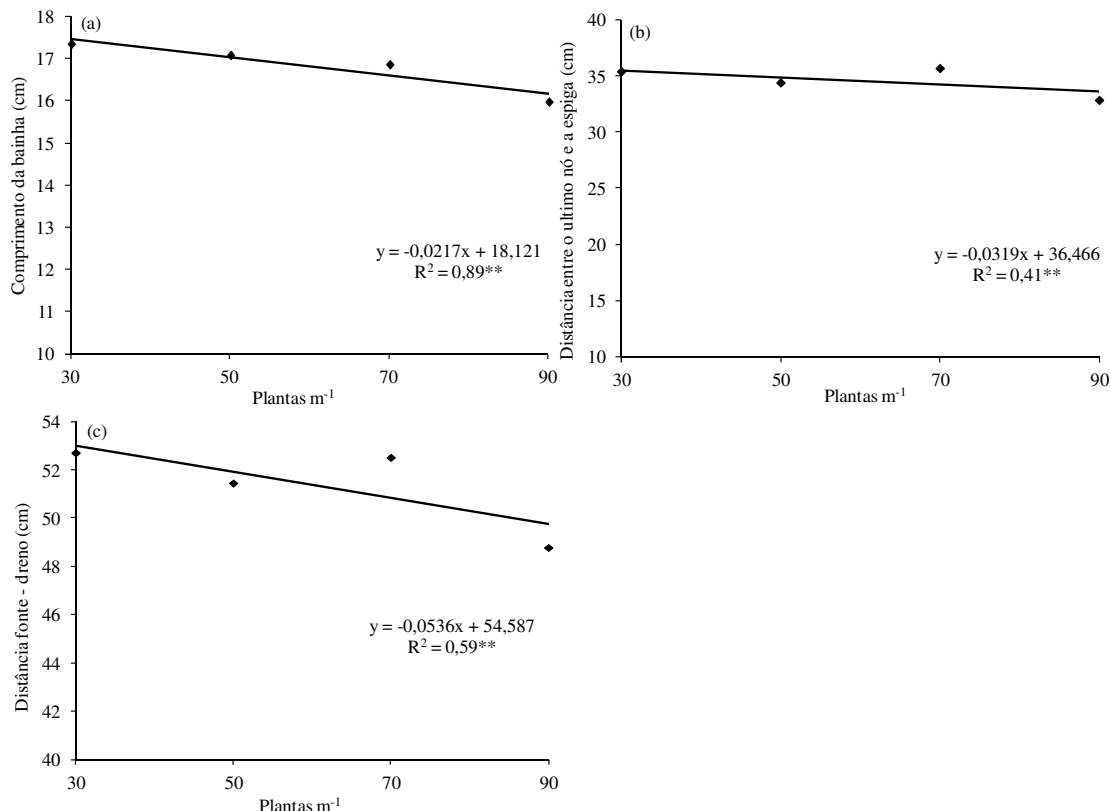 (a)
Comprimento da bainha (cm)
18
17
16
15
14
13
12
11
10
y = -0,0217x + 18,121
R² = 0,89**
30 50 70 90
Plantas m⁻¹
(b)
Distância entre o ultimo nó e a espiga (cm)
40
35
30
25
20
15
10
y = -0,0319x + 36,466
R² = 0,41**
30 50 70 90
Plantas m⁻¹
(c)
Distância fonte - dreno (cm)
54
52
50
48
46
44
42
40
y = -0,0536x + 54,587
R² = 0,59**
30 50 70 90
Plantas m⁻¹